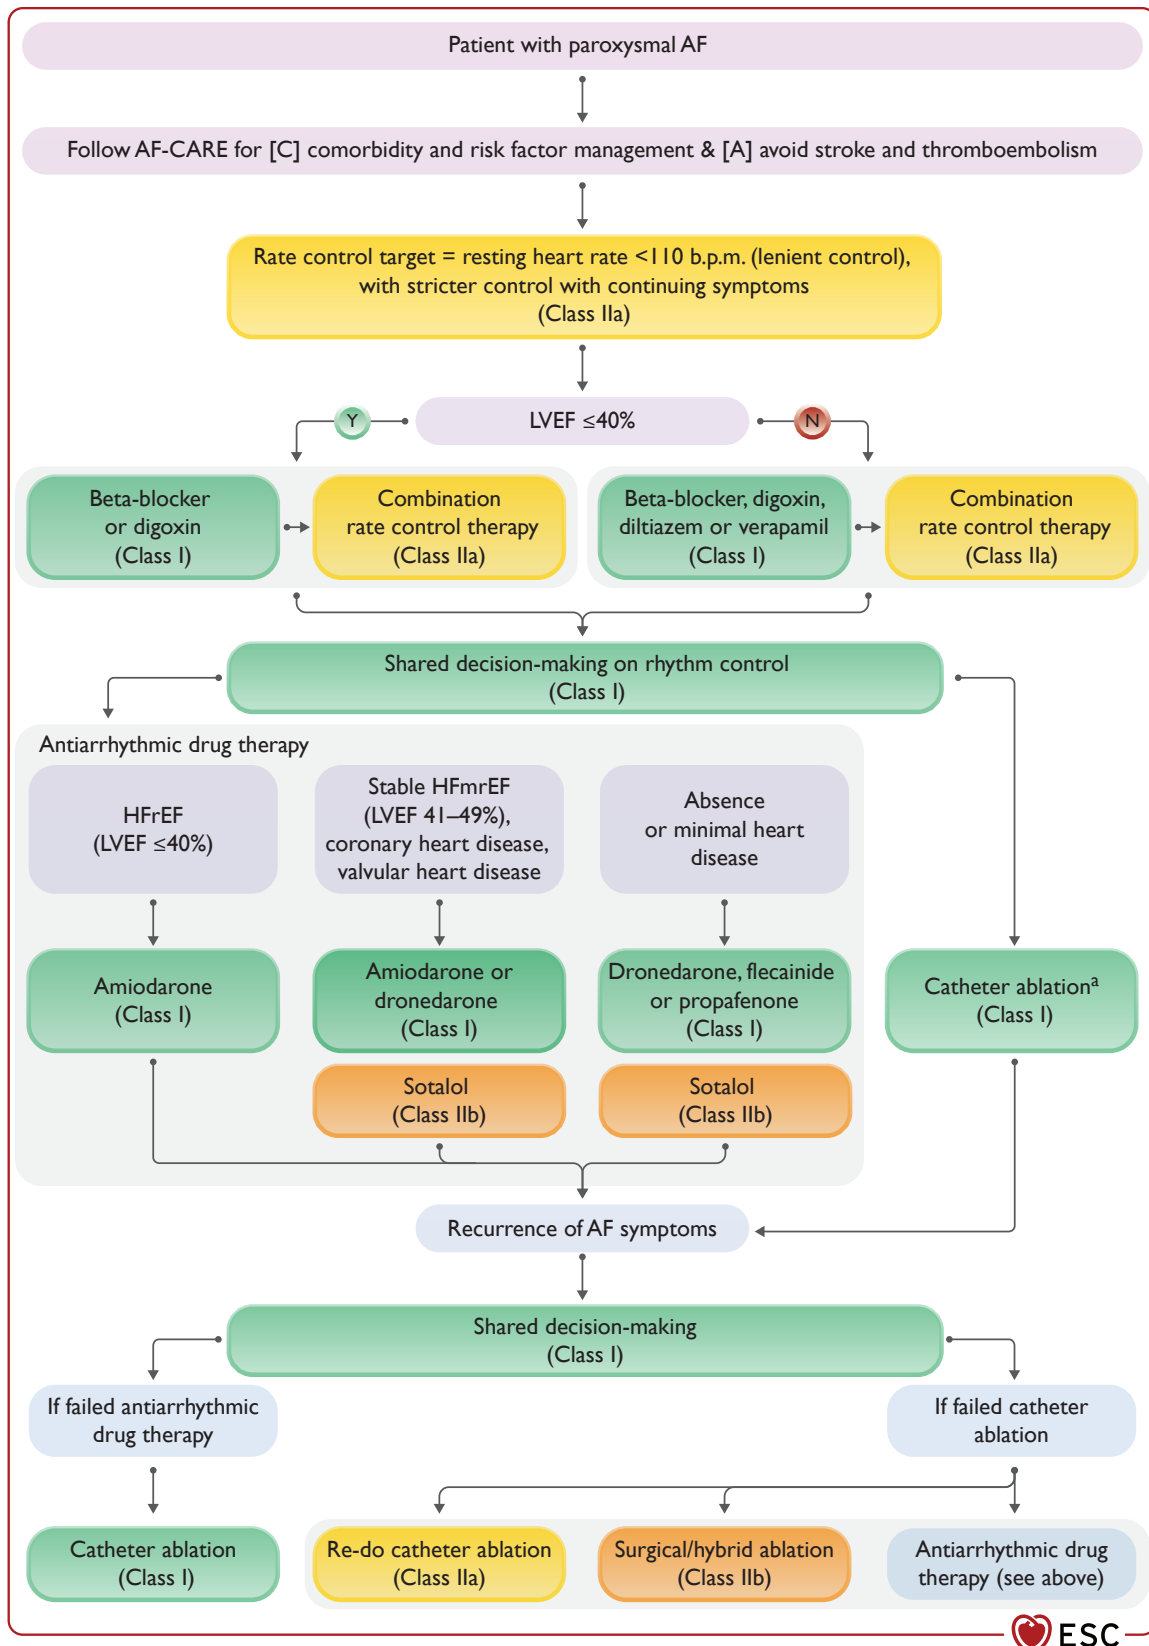 Patient with paroxysmal AF
Follow AF-CARE for [C] comorbidity and risk factor management & [A] avoid stroke and thromboembolism
Rate control target = resting heart rate <110 b.p.m. (lenient control),
with stricter control with continuing symptoms
(Class IIa)
LVEF ≤40%
Y
N
Beta-blocker
or digoxin
(Class I)
Combination
rate control therapy
(Class IIa)
Beta-blocker, digoxin,
diltiazem or verapamil
(Class I)
Combination
rate control therapy
(Class IIa)
Shared decision-making on rhythm control
(Class I)
Antiarrhythmic drug therapy
HFrEF
(LVEF ≤40%)
Stable HFmrEF
(LVEF 41–49%),
coronary heart disease,
valvular heart disease
Absence
or minimal heart
disease
Amiodarone
(Class I)
Amiodarone or
dronedarone
(Class I)
Dronedarone, flecainide
or propafenone
(Class I)
Catheter ablationᵃ
(Class I)
Sotalol
(Class IIb)
Sotalol
(Class IIb)
Recurrence of AF symptoms
Shared decision-making
(Class I)
If failed antiarrhythmic
drug therapy
If failed catheter
ablation
Catheter ablation
(Class I)
Re-do catheter ablation
(Class IIa)
Surgical/hybrid ablation
(Class IIb)
Antiarrhythmic drug
therapy (see above)
ESC